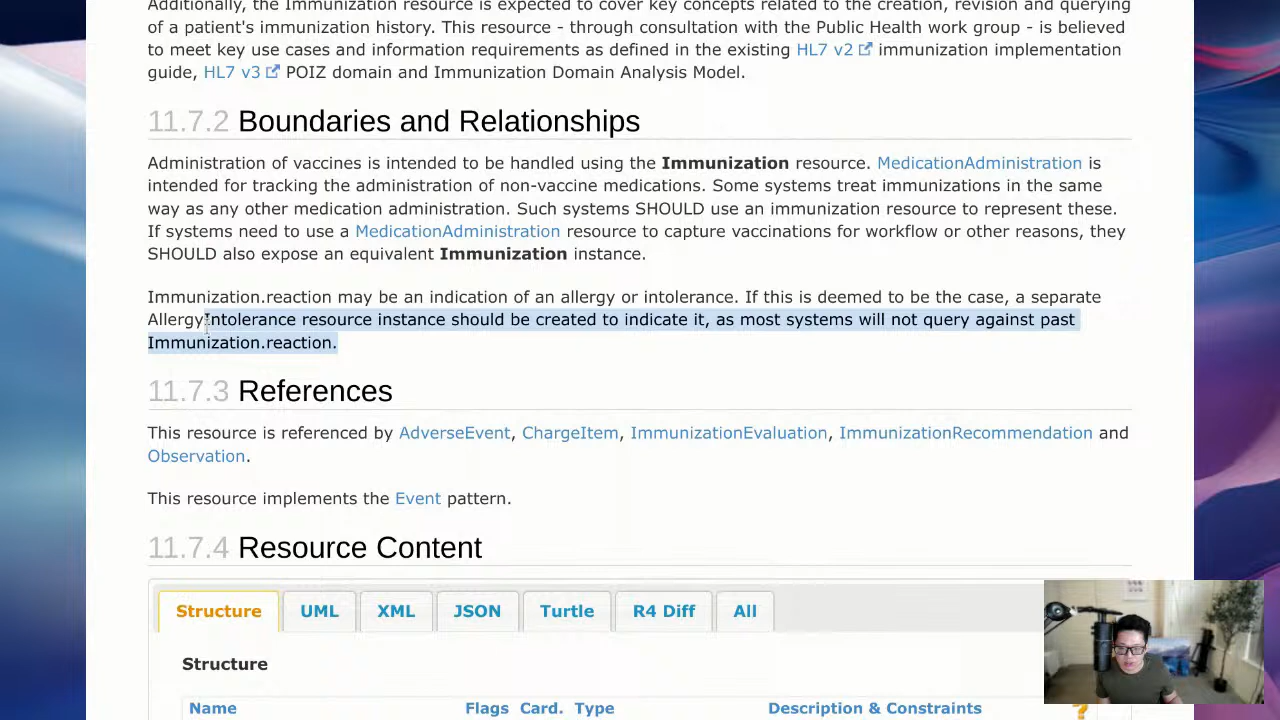 Additionally, the Immunization resource is expected to cover key concepts related to the creation, revision and querying
of a patient's immunization history. This resource - through consultation with the Public Health work group - is believed
to meet key use cases and information requirements as defined in the existing HL7 v2 immunization implementation
guide, HL7 v3 POIZ domain and Immunization Domain Analysis Model.
11.7.2 Boundaries and Relationships
Administration of vaccines is intended to be handled using the Immunization resource. MedicationAdministration is
intended for tracking the administration of non-vaccine medications. Some systems treat immunizations in the same
way as any other medication administration. Such systems SHOULD use an immunization resource to represent these.
If systems need to use a MedicationAdministration resource to capture vaccinations for workflow or other reasons, they
SHOULD also expose an equivalent Immunization instance.
Immunization.reaction may be an indication of an allergy or intolerance. If this is deemed to be the case, a separate
AllergyIntolerance resource instance should be created to indicate it, as most systems will not query against past
Immunization.reaction.
11.7.3 References
This resource is referenced by AdverseEvent, ChargeItem, ImmunizationEvaluation, ImmunizationRecommendation and
Observation.
This resource implements the Event pattern.
11.7.4 Resource Content
Structure UML XML JSON Turtle R4 Diff All
Structure
Name Flags Card. Type Description & Constraints ?